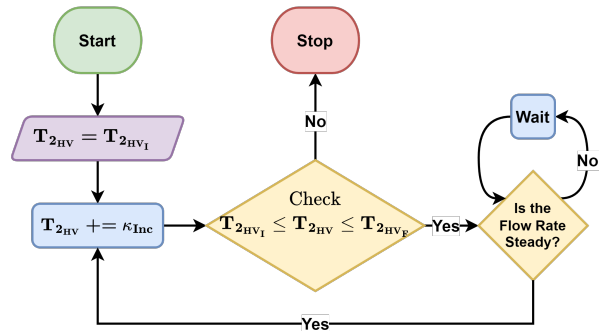 Start
Stop
T₂HV = T₂HVI
No
Wait
No
T₂HV += κInc
Check
T₂HVI ≤ T₂HV ≤ T₂HVF
Yes
Is the
Flow Rate
Steady?
Yes